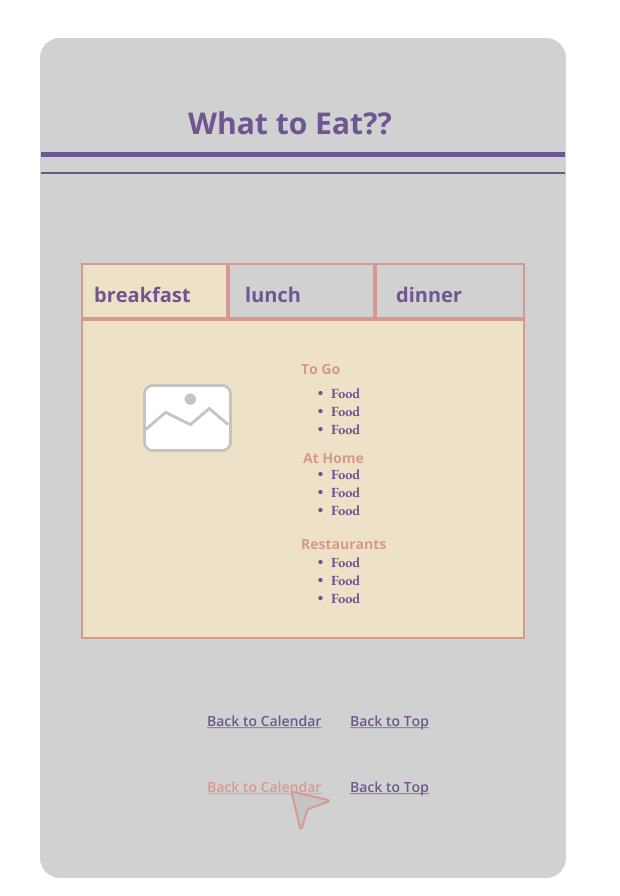 What to Eat??
breakfast lunch dinner
To Go
• Food
• Food
• Food
At Home
• Food
• Food
• Food
Restaurants
• Food
• Food
• Food
Back to Calendar Back to Top
Back to Calendar Back to Top